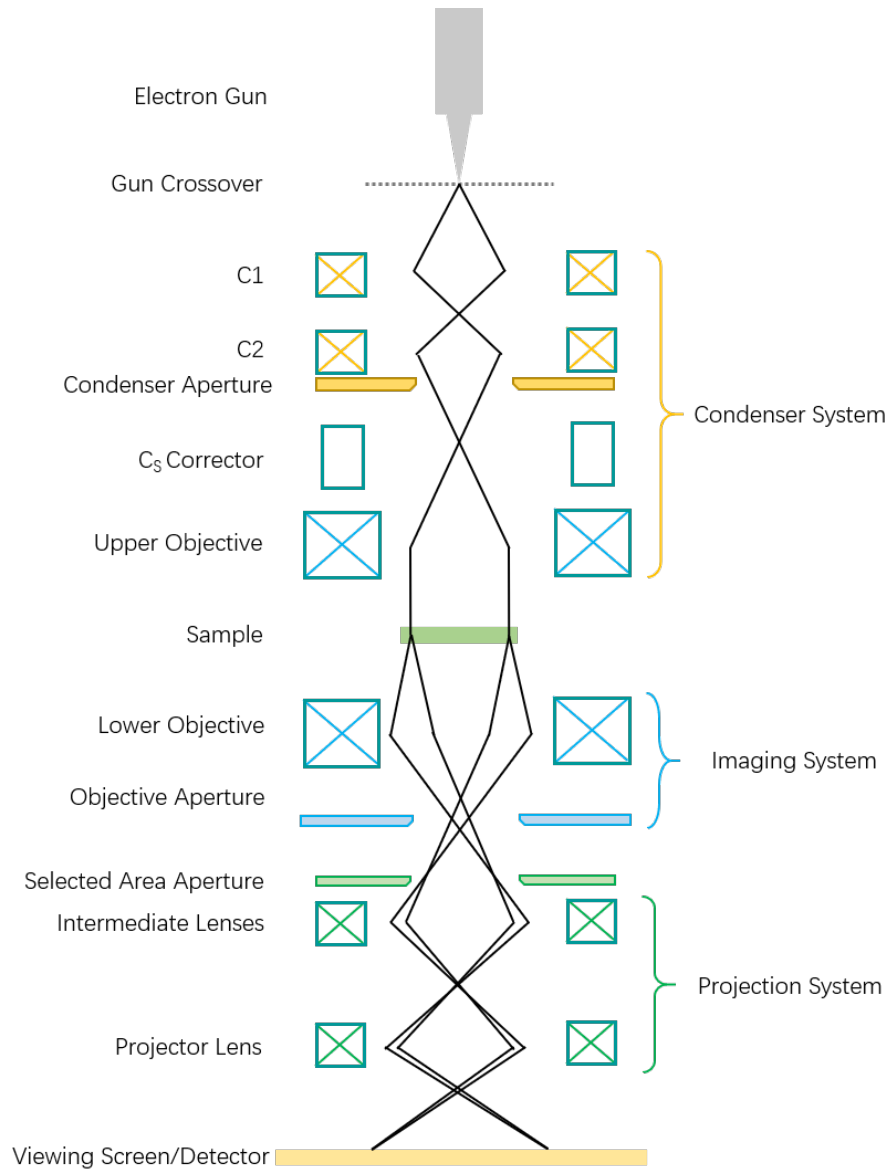 Electron Gun
Gun Crossover
C1
C2
Condenser Aperture
Condenser System
CS Corrector
Upper Objective
Sample
Lower Objective
Imaging System
Objective Aperture
Selected Area Aperture
Intermediate Lenses
Projection System
Projector Lens
Viewing Screen/Detector